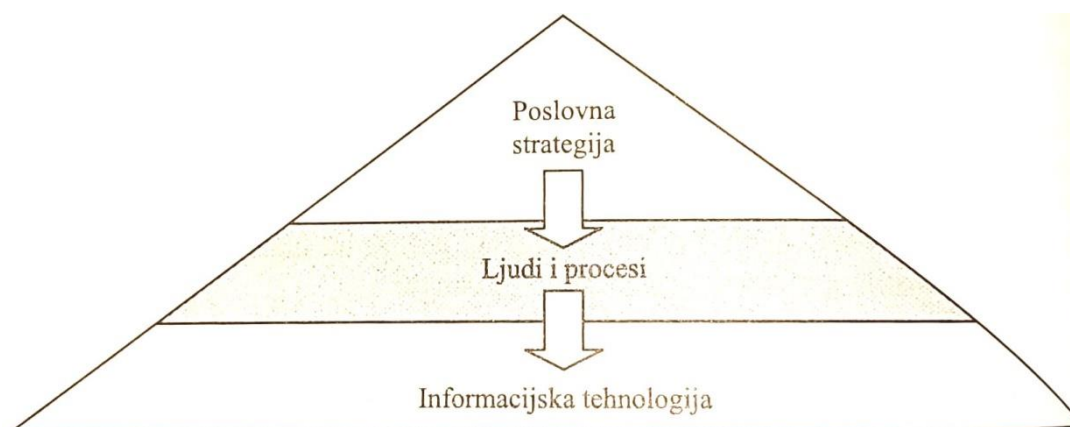 Poslovna
strategija
Ljudi i procesi
Informacijska tehnologija